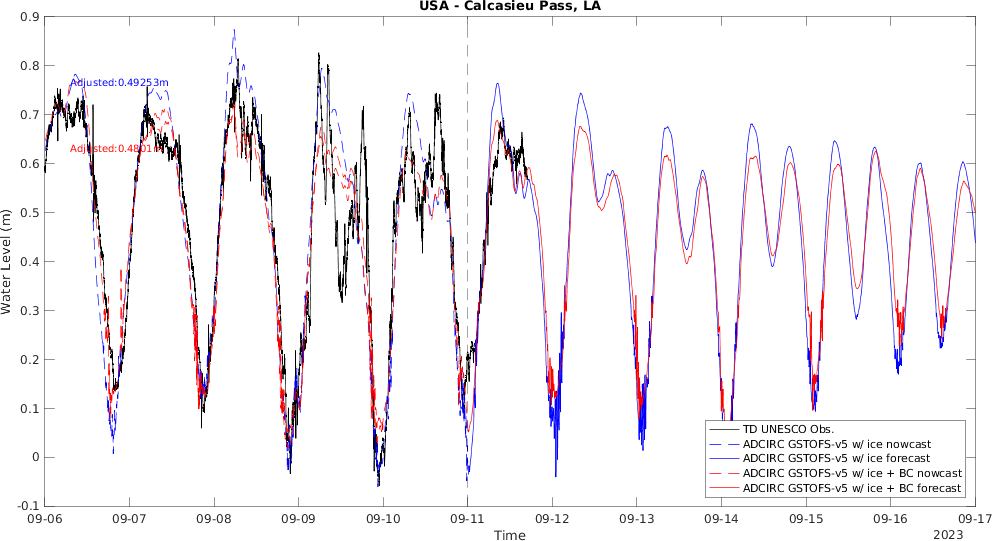 USA - Calcasieu Pass, LA
0.9
0.8
0.7
0.6
0.5
0.4
0.3
0.2
0.1
0
-0.1
Water Level (m)
Adjusted:0.49253m
Adjusted:0.4801m
TD UNESCO Obs.
ADCIRC GSTOFS-v5 w/ ice nowcast
ADCIRC GSTOFS-v5 w/ ice forecast
ADCIRC GSTOFS-v5 w/ ice + BC nowcast
ADCIRC GSTOFS-v5 w/ ice + BC forecast
09-06 09-07 09-08 09-09 09-10 09-11 09-12 09-13 09-14 09-15 09-16 09-17
Time
2023